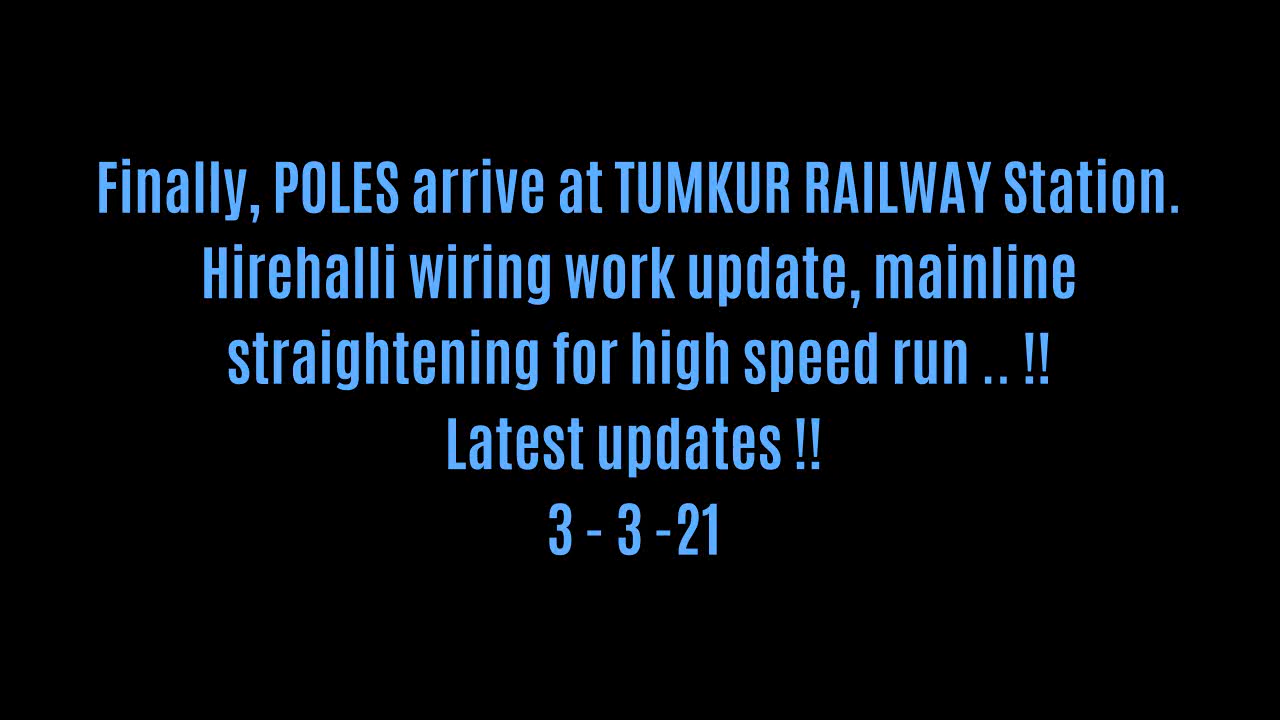 Finally, POLES arrive at TUMKUR RAILWAY Station.
Hirehalli wiring work update, mainline
straightening for high speed run .. !!
Latest updates !!
3 - 3 -21